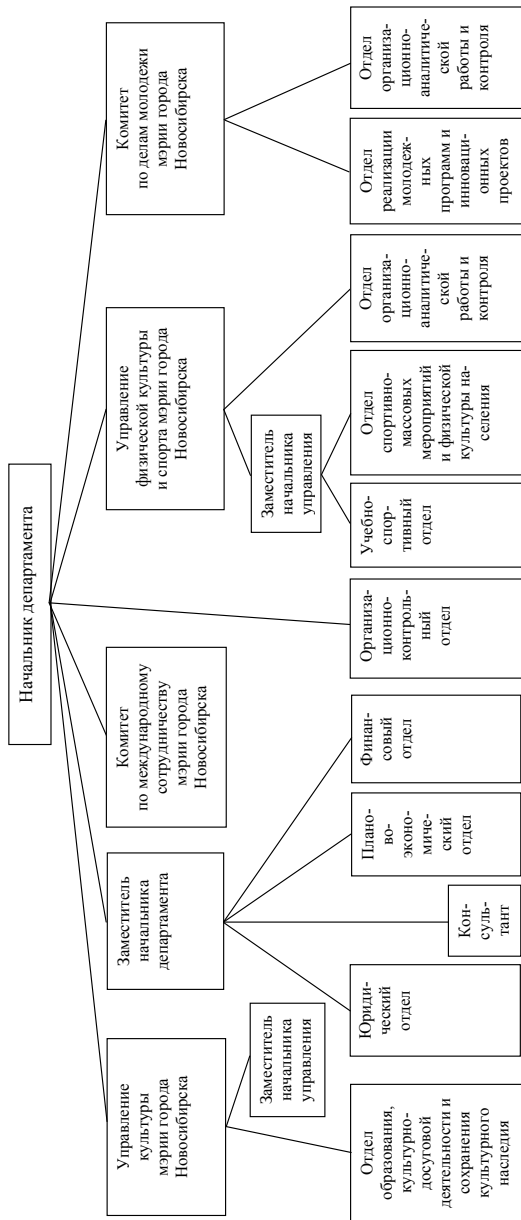 Начальник департамента
Управление
культуры
мэрии города
Новосибирска
Заместитель
начальника
департамента
Комитет
по международному
сотрудничеству
мэрии города
Новосибирска
Управление
физической культуры
и спорта мэрии города
Новосибирска
Комитет
по делам молодежи
мэрии города
Новосибирска
Заместитель
начальника
управления
Заместитель
начальника
управления
Отдел
образования,
культурно-
досуговой
деятельности и
сохранения
культурного
наследия
Юриди-
ческий
отдел
Кон-
суль-
тант
Плано-
во-
эконо-
миче-
ский
отдел
Финан-
совый
отдел
Организа-
ционно-
контроль-
ный
отдел
Учебно-
спор-
тивный
отдел
Отдел
спортивно-
массовых
мероприятий
и физической
культуры на-
селения
Отдел
организа-
ционно-
аналитиче-
ской
работы и
контроля
Отдел
реализации
молодеж-
ных
программ и
инноваци-
онных
проектов
Отдел
организа-
ционно-
аналитиче-
ской
работы и
контроля